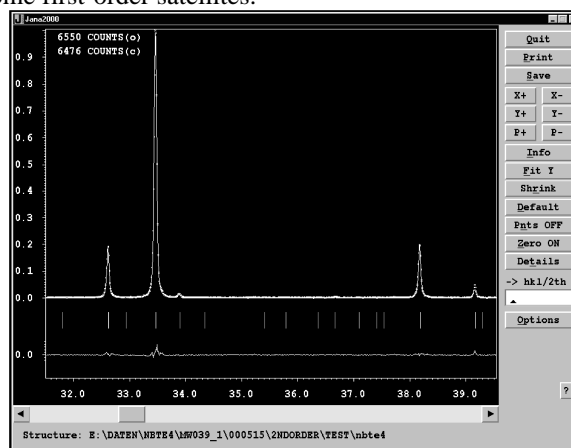 ome first-order satellites.
Jana2000
6550 COUNTS(o)
6476 COUNTS(c)
0.9
0.8
0.7
0.6
0.5
0.4
0.3
0.2
0.1
0.0
0.0
32.0 33.0 34.0 35.0 36.0 37.0 38.0 39.0
Quit
Print
Save
X+ X-
Y+ Y-
P+ P-
Info
Fit Y
Shrink
Default
Pnts OFF
Zero ON
Details
-> hkl/2th
Options
?
Structure: E:\DATEN\NBTE4\MW039_1\000515\2NDORDER\TEST\nbte4